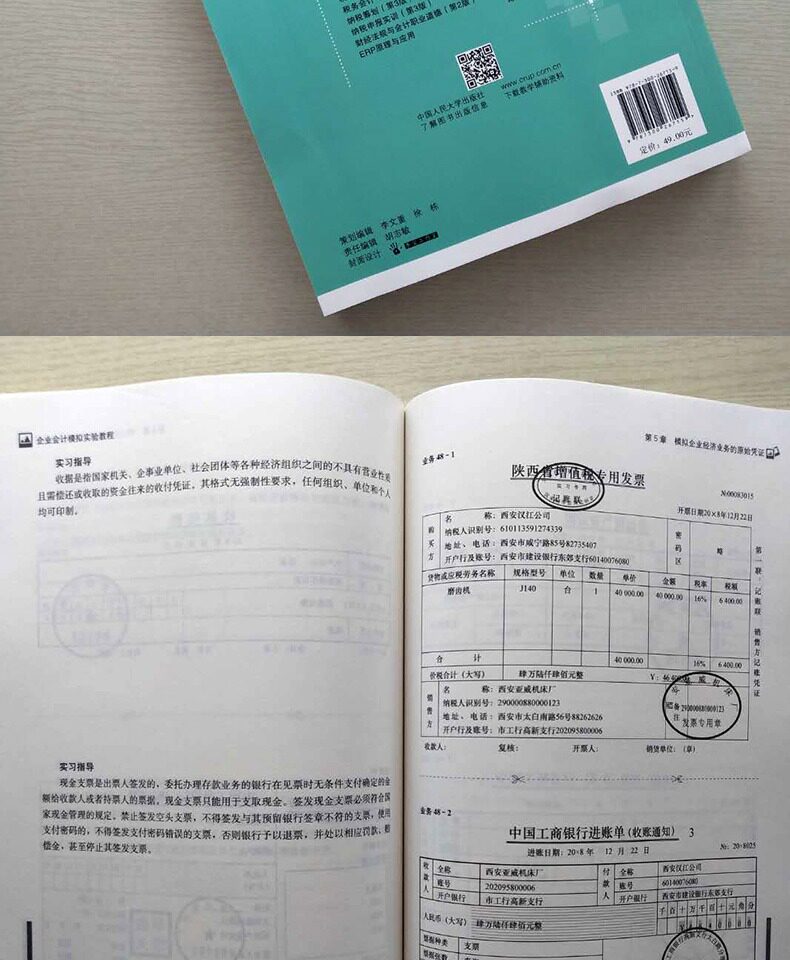 税务会计
纳税筹划（第3版）
纳税申报实训（第3版）
财经法规与会计职业道德（第2版）
ERP原理与应用
中国人民大学出版社
了解图书出版信息
www.crup.com.cn
下载教学辅助资料
ISBN 978-7-300-26713-9
9 787300 267139
定价：49.00元
策划编辑 李文重 徐 栋
责任编辑 胡志敏
封面设计
企业会计模拟实验教程
实习指导
收据是指国家机关、企事业单位、社会团体等各种经济组织之间的不具有营业性质
且需偿还或收取的资金往来的收付凭证，其格式无强制性要求，任何组织、单位和个人
均可印制。
实习指导
现金支票是出票人签发的，委托办理存款业务的银行在见票时无条件支付确定的金
额给收款人或者持票人的票据。现金支票只能用于支取现金。签发现金支票必须符合国
家现金管理的规定。禁止签发空头支票，不得签发与其预留银行签章不符的支票，使用
支付密码的，不得签发支付密码错误的支票，否则银行予以退票，并处以相应罚款、赔
偿金，甚至停止其签发支票。
第5章 模拟企业经济业务的原始凭证
业务48-1
陕西省增值税专用发票
记账联
№00083015
开票日期20×8年12月22日
购买方
名 称：西安汉江公司
纳税人识别号：610113591274339
地址、电话：西安市咸宁路85号82735407
开户行及账号：西安市建设银行东郊支行60140076080
密码区
略
货物或应税劳务名称 规格型号 单位 数量 单价 金额 税率 税额
磨齿机 J140 台 1 40 000.00 40 000.00 16% 6 400.00
合 计 40 000.00 16% 6 400.00
价税合计（大写） 肆万陆仟肆佰元整
销售方
名 称：西安亚威机床厂
纳税人识别号：290000880000123
地址、电话：西安市太白南路56号88262626
开户行及账号：市工行高新支行202095800006
备注
290000880000123
发票专用章
收款人： 复核： 开票人： 销货单位：（章）
第一联：记账联 销售方记账凭证
业务48-2
中国工商银行进账单（收账通知） 3
进账日期：20×8年 12月 22日
№：20×8025
收款人
全称 西安亚威机床厂
账号 202095800006
开户银行 市工行高新支行
付款人
全称 西安汉江公司
账号 60140076080
开户银行 西安市建设银行东郊支行
人民币（大写） 肆万陆仟肆佰元整
千百十万千百十元角分
票据种类 支票
票据张数